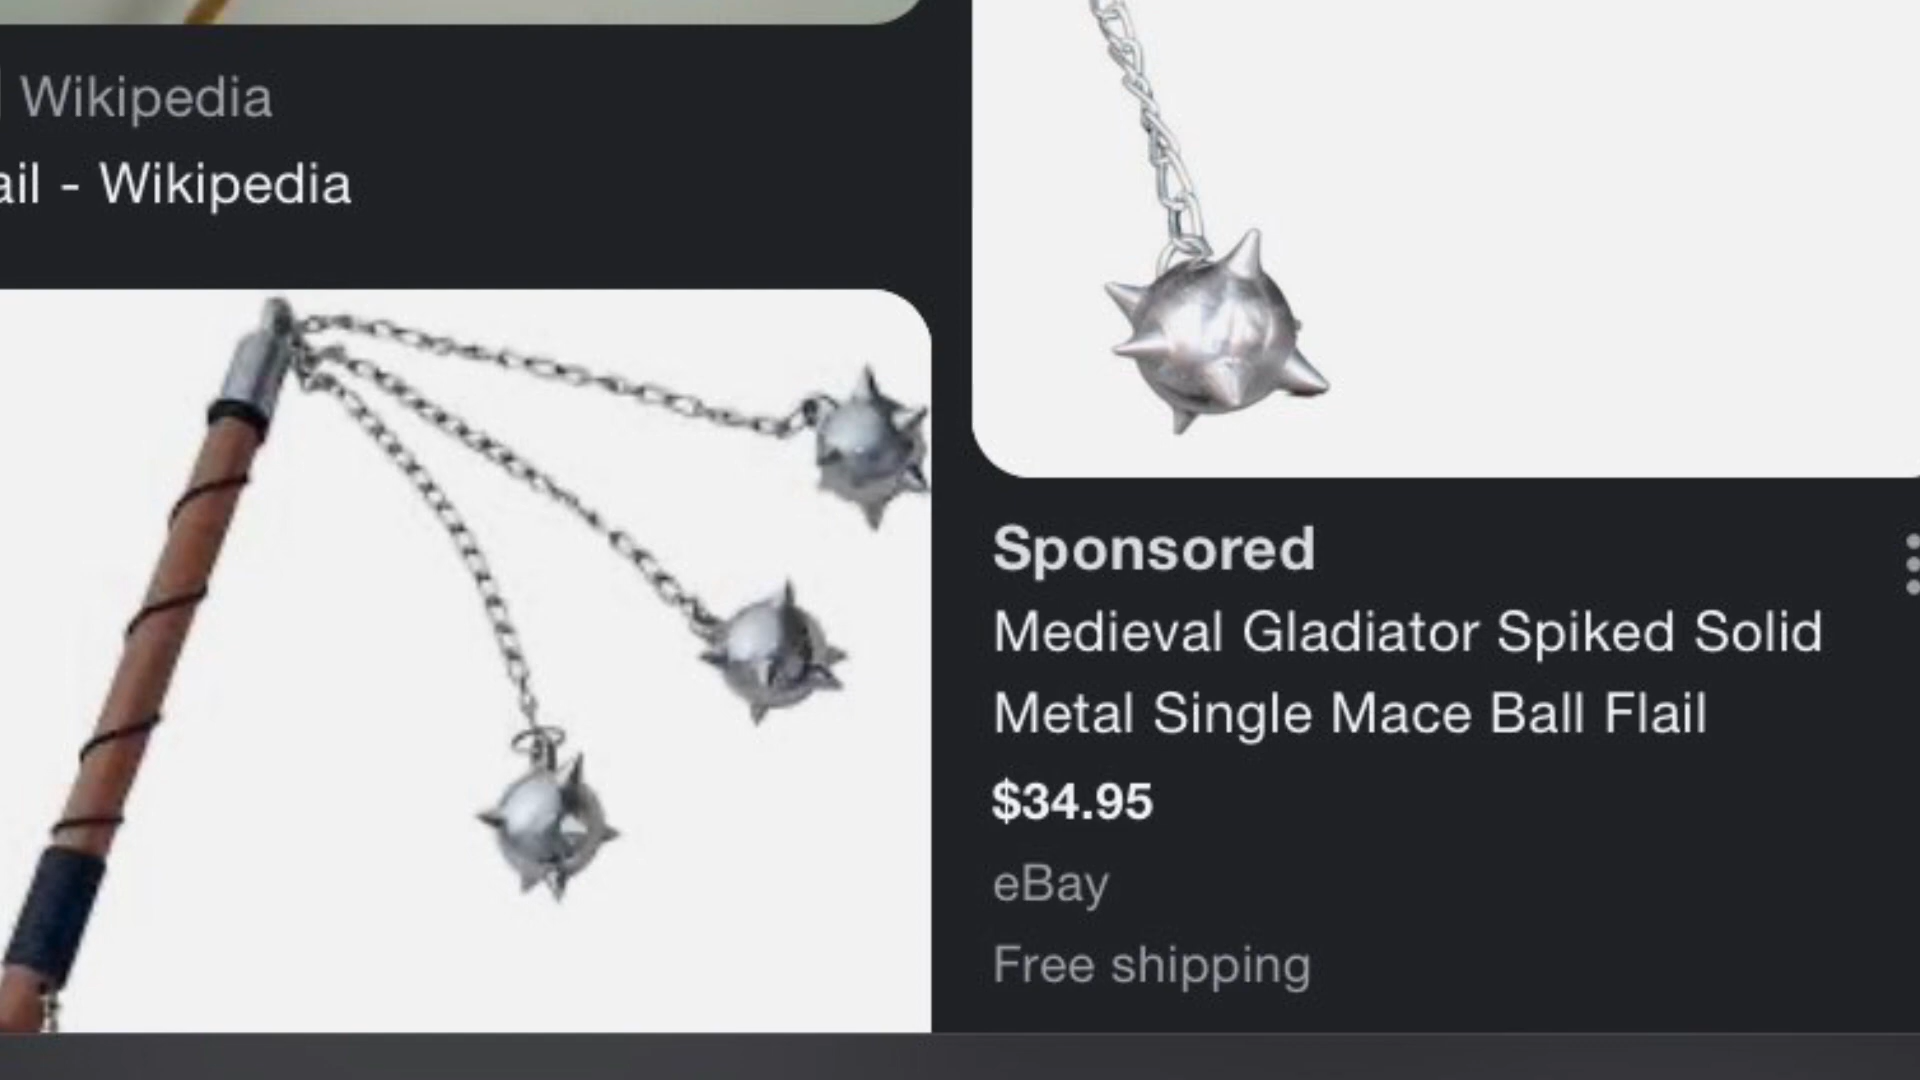 Wikipedia
ail - Wikipedia
Sponsored
Medieval Gladiator Spiked Solid
Metal Single Mace Ball Flail
$34.95
eBay
Free shipping